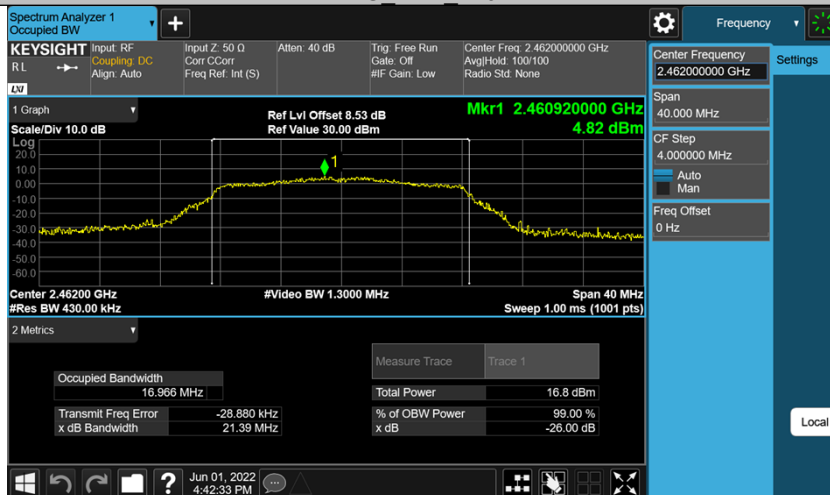 Spectrum Analyzer 1
Occupied BW
+
Frequency
KEYSIGHT
Input: RF
Input Z: 50 Ω
Atten: 40 dB
Trig: Free Run
Center Freq: 2.462000000 GHz
RL
Coupling: DC
Corr CCorr
Gate: Off
Avg|Hold: 100/100
Align: Auto
Freq Ref: Int (S)
#IF Gain: Low
Radio Std: None
LXI
Center Frequency
2.462000000 GHz
Settings
Span
40.000 MHz
CF Step
4.000000 MHz
Auto
Man
Freq Offset
0 Hz
Local
1 Graph
Ref Lvl Offset 8.53 dB
Mkr1 2.460920000 GHz
Scale/Div 10.0 dB
Ref Value 30.00 dBm
4.82 dBm
Log
20.0
10.0
0.00
-10.0
-20.0
-30.0
-40.0
-50.0
-60.0
1
Center 2.46200 GHz
#Video BW 1.3000 MHz
Span 40 MHz
#Res BW 430.00 kHz
Sweep 1.00 ms (1001 pts)
2 Metrics
Measure Trace
Trace 1
Occupied Bandwidth
16.966 MHz
Total Power
16.8 dBm
Transmit Freq Error
-28.880 kHz
% of OBW Power
99.00 %
x dB Bandwidth
21.39 MHz
x dB
-26.00 dB
?
Jun 01, 2022
4:42:33 PM